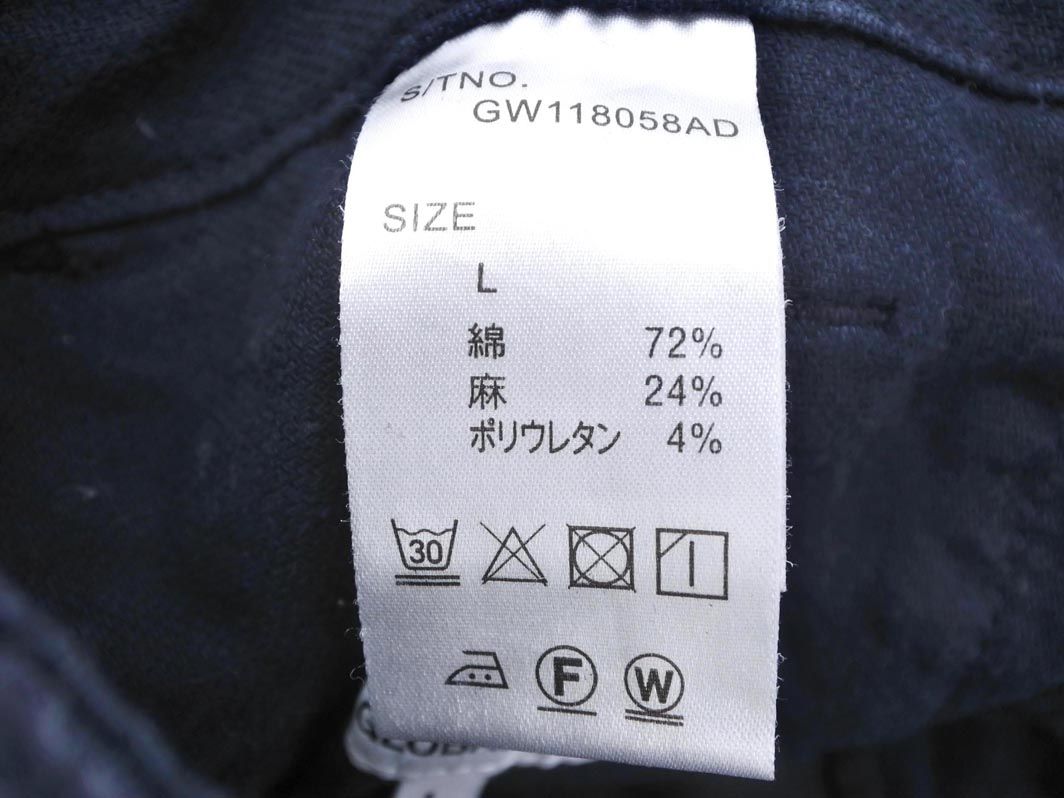 S/TNO.
GW118058AD
SIZE
L
綿 72%
麻 24%
ポリウレタン 4%
30
F
W